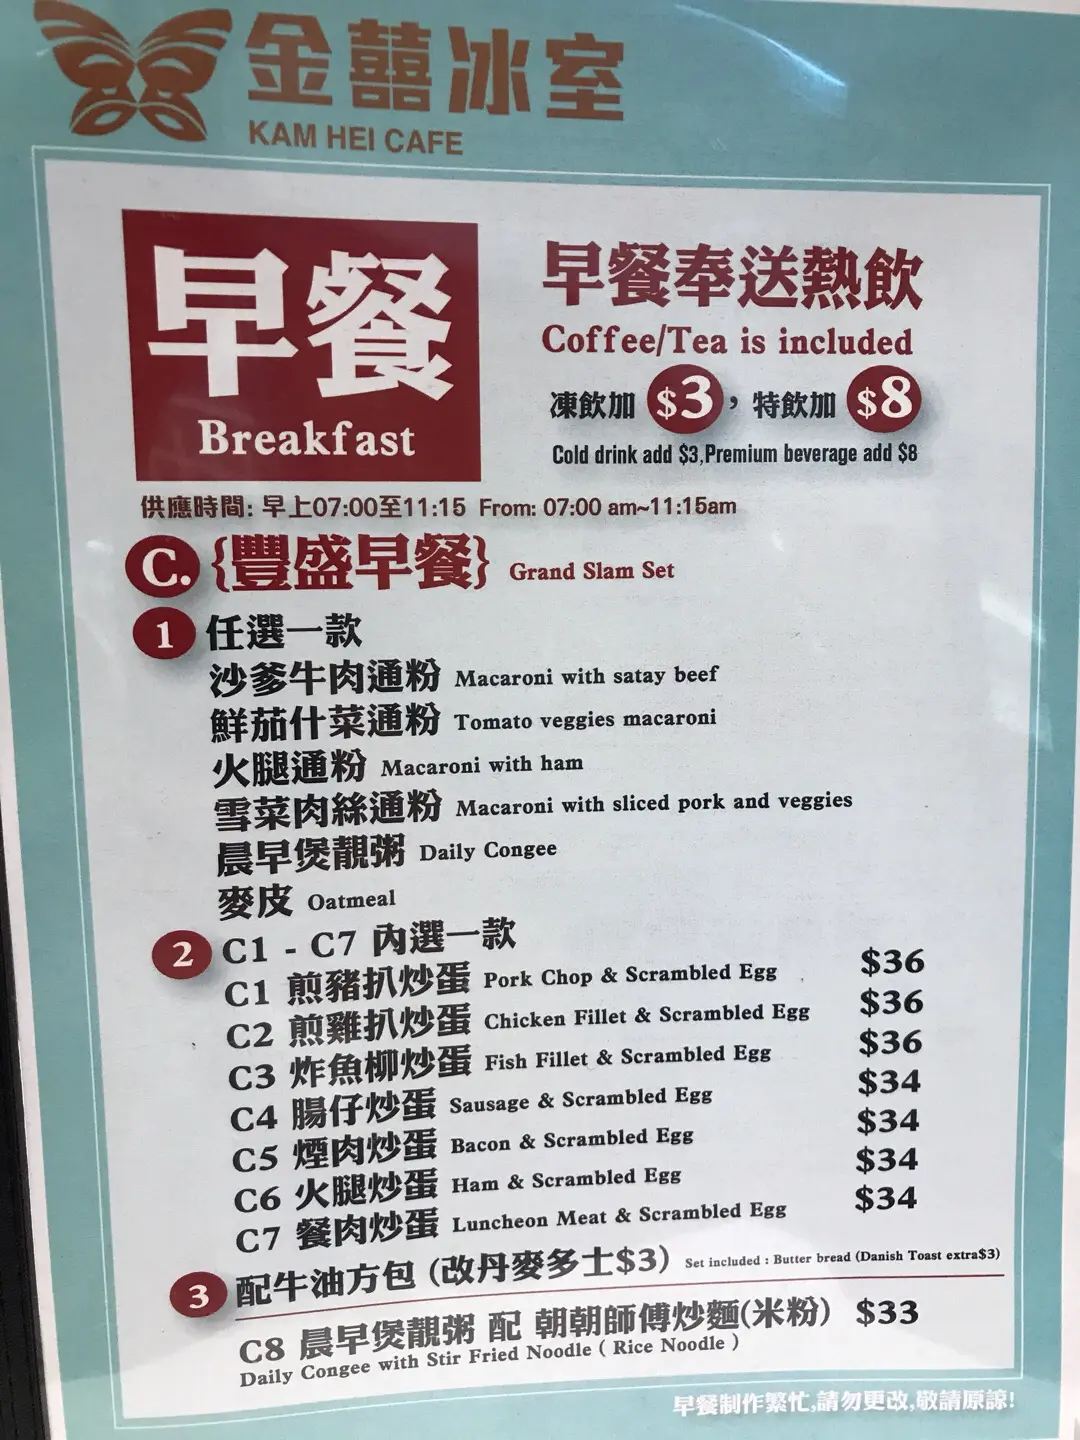 金囍冰室
KAM HEI CAFE
早餐
Breakfast
早餐奉送熱飲
Coffee/Tea is included
凍飲加 $3，特飲加 $8
Cold drink add $3,Premium beverage add $8
供應時間: 早上07:00至11:15 From: 07:00 am~11:15am
C. {豐盛早餐} Grand Slam Set
1 任選一款
沙爹牛肉通粉 Macaroni with satay beef
鮮茄什菜通粉 Tomato veggies macaroni
火腿通粉 Macaroni with ham
雪菜肉絲通粉 Macaroni with sliced pork and veggies
晨早煲靚粥 Daily Congee
麥皮 Oatmeal
2 C1 - C7 內選一款
C1 煎豬扒炒蛋 Pork Chop & Scrambled Egg $36
C2 煎雞扒炒蛋 Chicken Fillet & Scrambled Egg $36
C3 炸魚柳炒蛋 Fish Fillet & Scrambled Egg $36
C4 腸仔炒蛋 Sausage & Scrambled Egg $34
C5 煙肉炒蛋 Bacon & Scrambled Egg $34
C6 火腿炒蛋 Ham & Scrambled Egg $34
C7 餐肉炒蛋 Luncheon Meat & Scrambled Egg $34
3 配牛油方包 (改丹麥多士$3) Set included : Butter bread (Danish Toast extra$3)
C8 晨早煲靚粥 配 朝朝師傅炒麵(米粉) $33
Daily Congee with Stir Fried Noodle ( Rice Noodle )
早餐制作繁忙,請勿更改,敬請原諒!